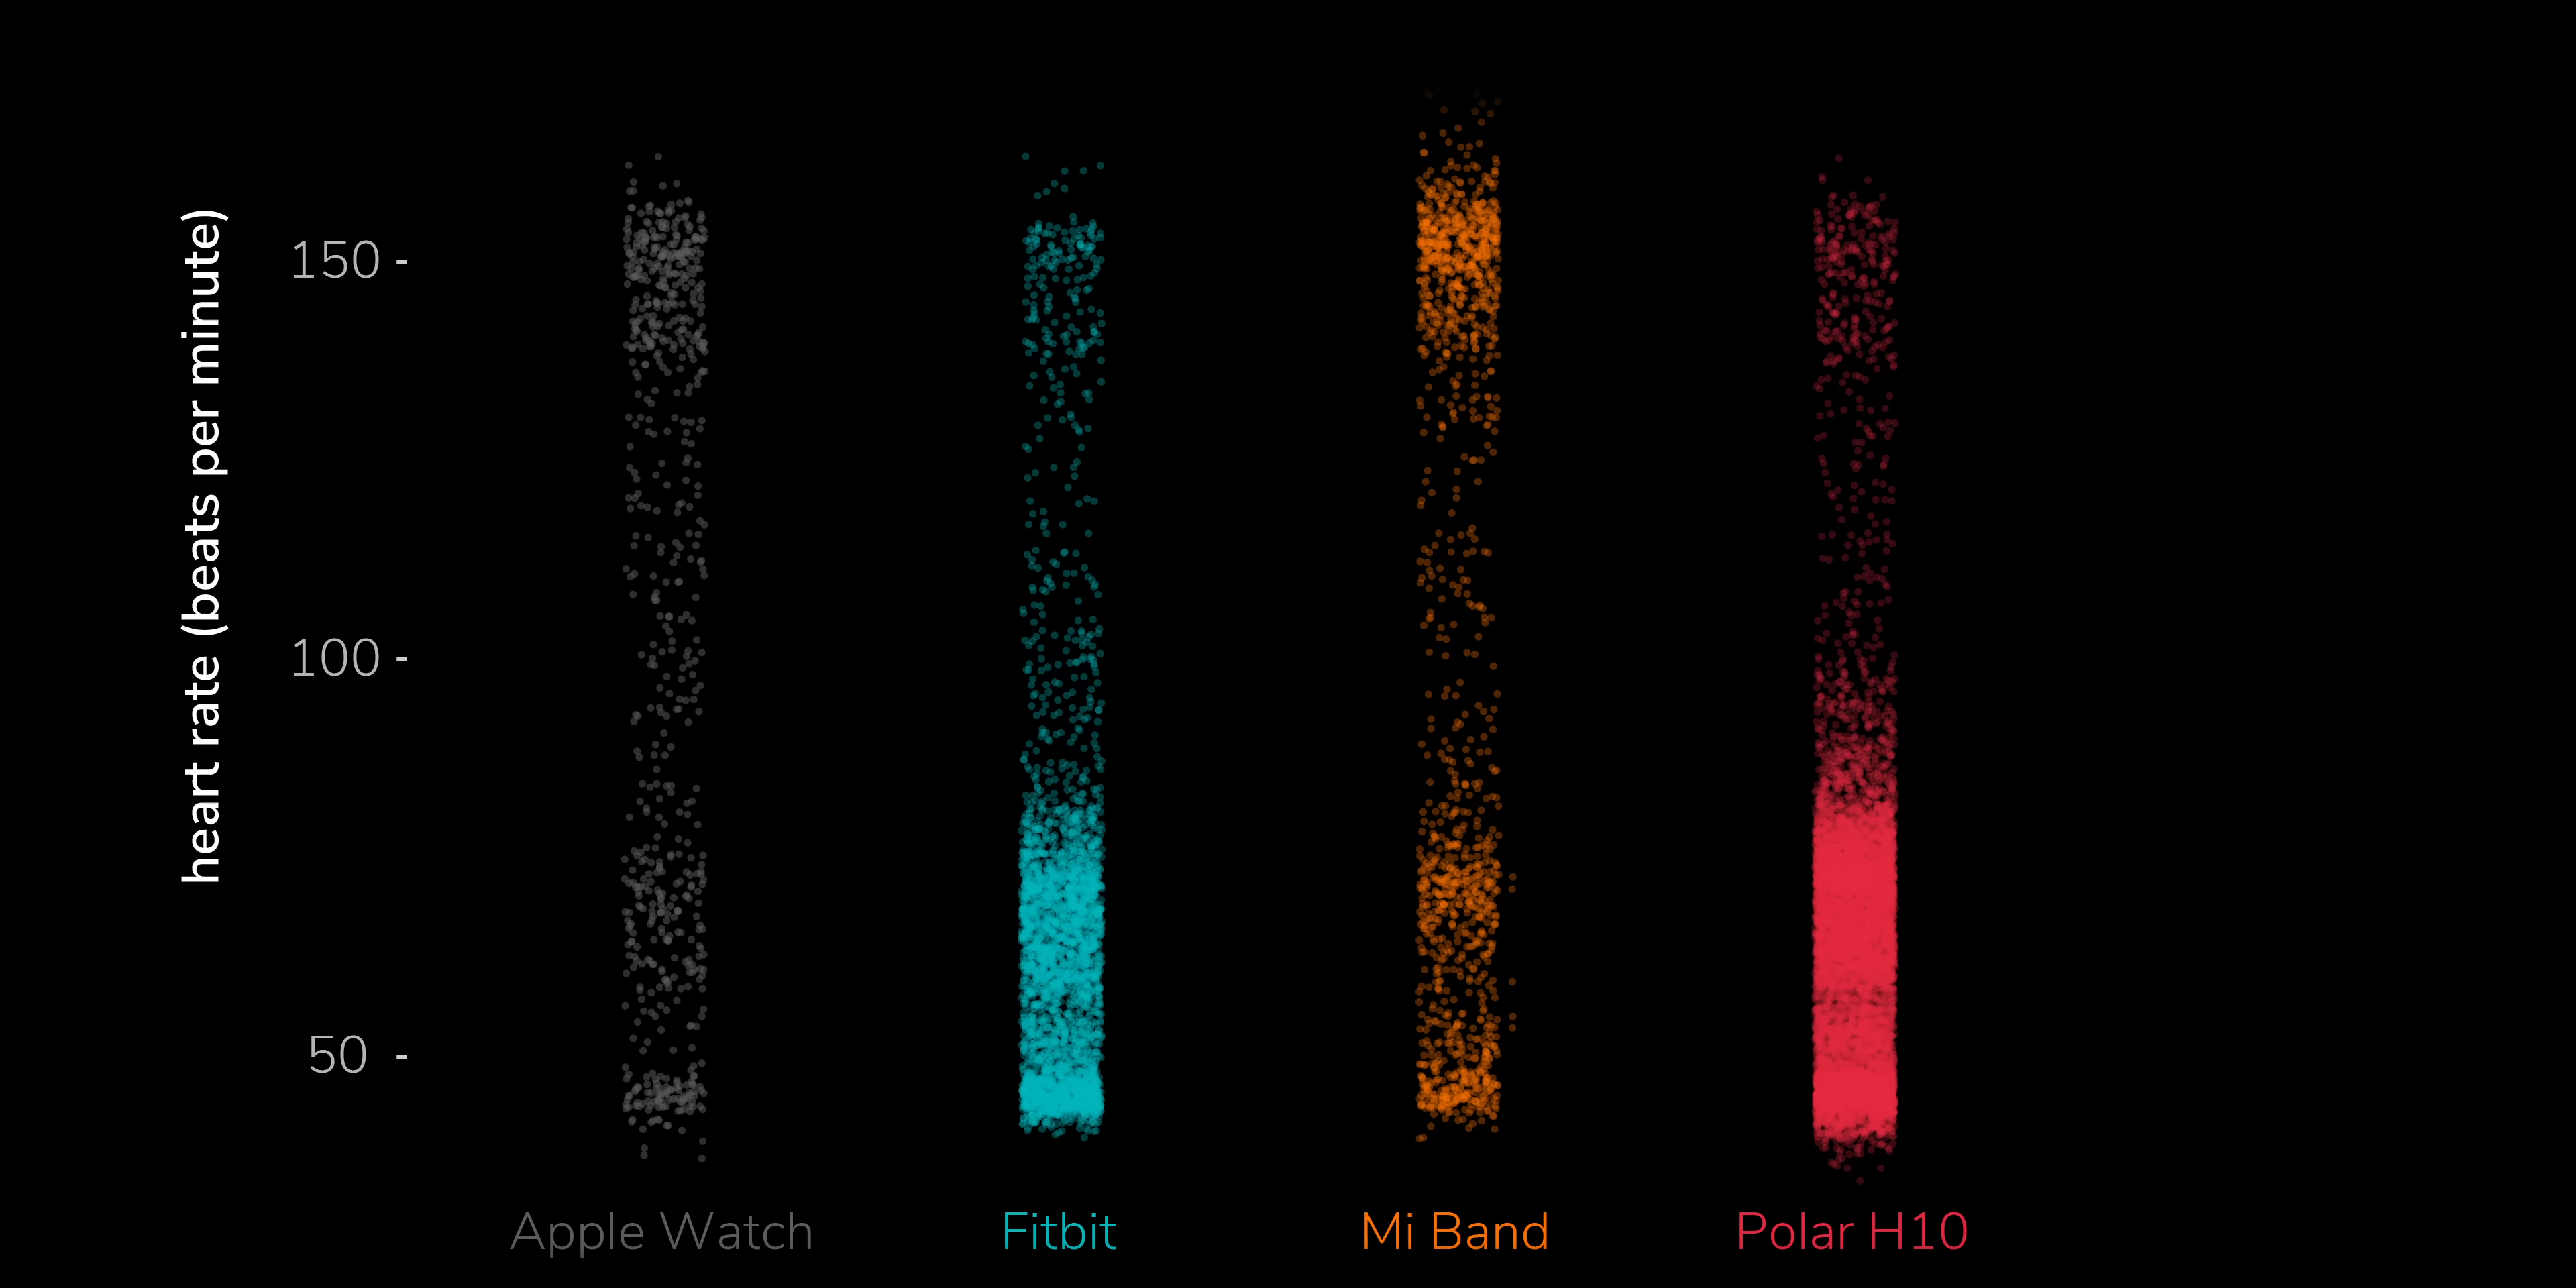 heart rate (beats per minute)
150 -
100 -
50 -
Apple Watch
Fitbit
Mi Band
Polar H10